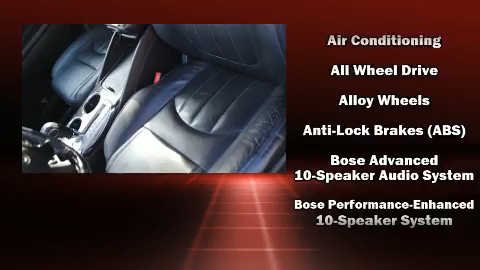 Air Conditioning
All Wheel Drive
Alloy Wheels
Anti-Lock Brakes (ABS)
Bose Advanced
10-Speaker Audio System
Bose Performance-Enhanced
10-Speaker System